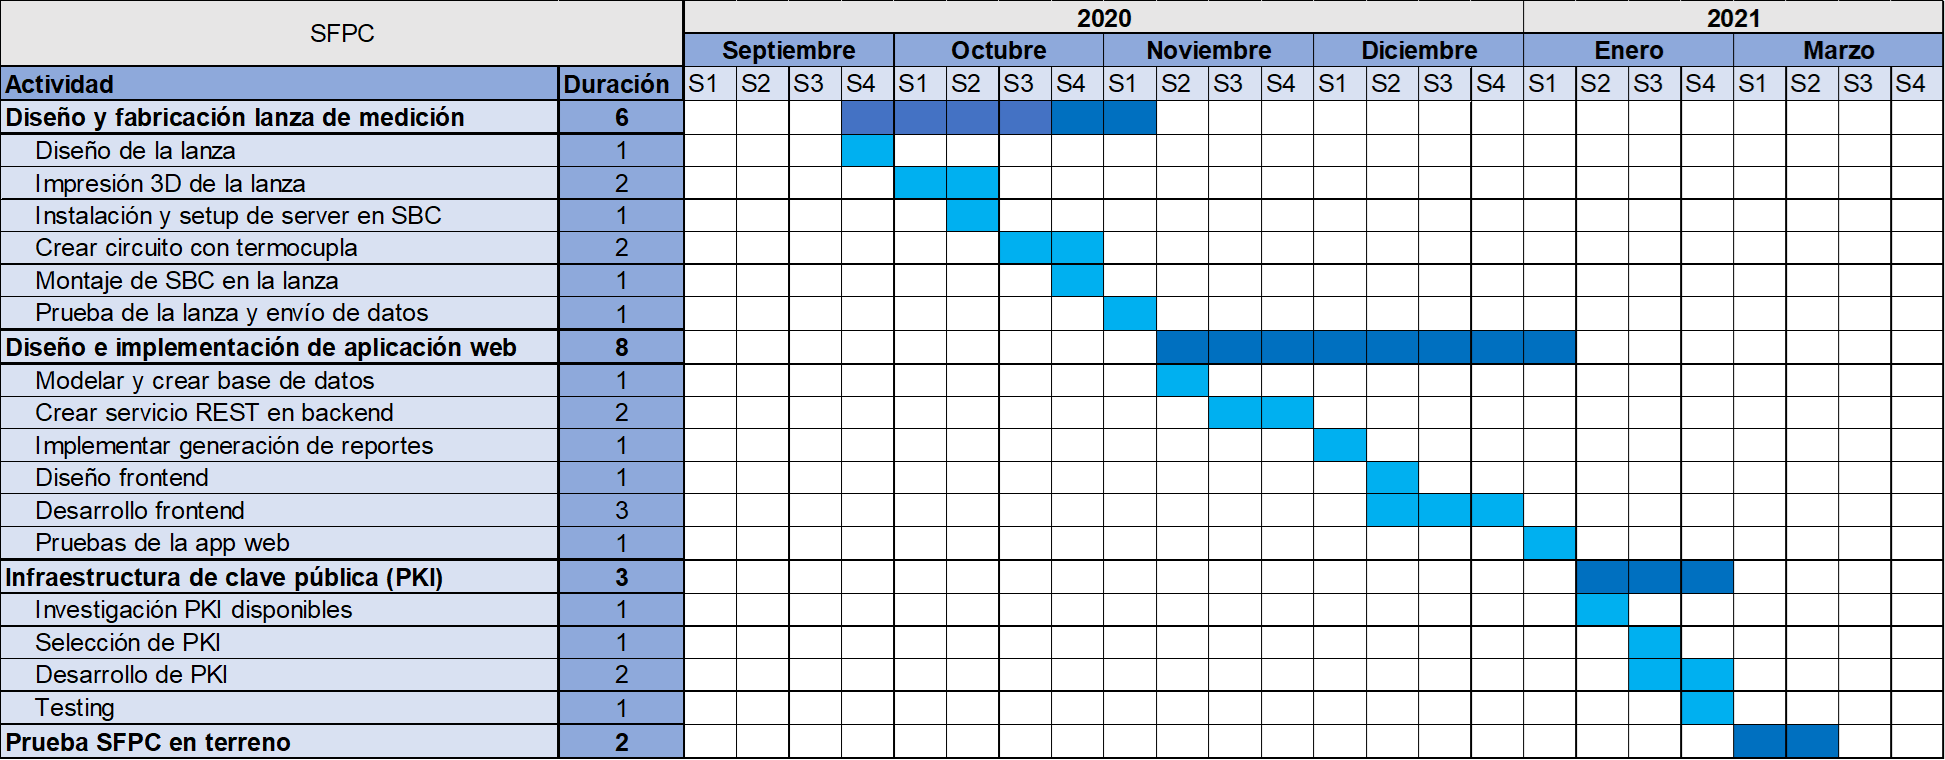 SFPC 2020 2021
Septiembre Octubre Noviembre Diciembre Enero Marzo
Actividad Duración S1 S2 S3 S4 S1 S2 S3 S4 S1 S2 S3 S4 S1 S2 S3 S4 S1 S2 S3 S4 S1 S2 S3 S4
Diseño y fabricación lanza de medición 6
Diseño de la lanza 1
Impresión 3D de la lanza 2
Instalación y setup de server en SBC 1
Crear circuito con termocupla 2
Montaje de SBC en la lanza 1
Prueba de la lanza y envío de datos 1
Diseño e implementación de aplicación web 8
Modelar y crear base de datos 1
Crear servicio REST en backend 2
Implementar generación de reportes 1
Diseño frontend 1
Desarrollo frontend 3
Pruebas de la app web 1
Infraestructura de clave pública (PKI) 3
Investigación PKI disponibles 1
Selección de PKI 1
Desarrollo de PKI 2
Testing 1
Prueba SFPC en terreno 2